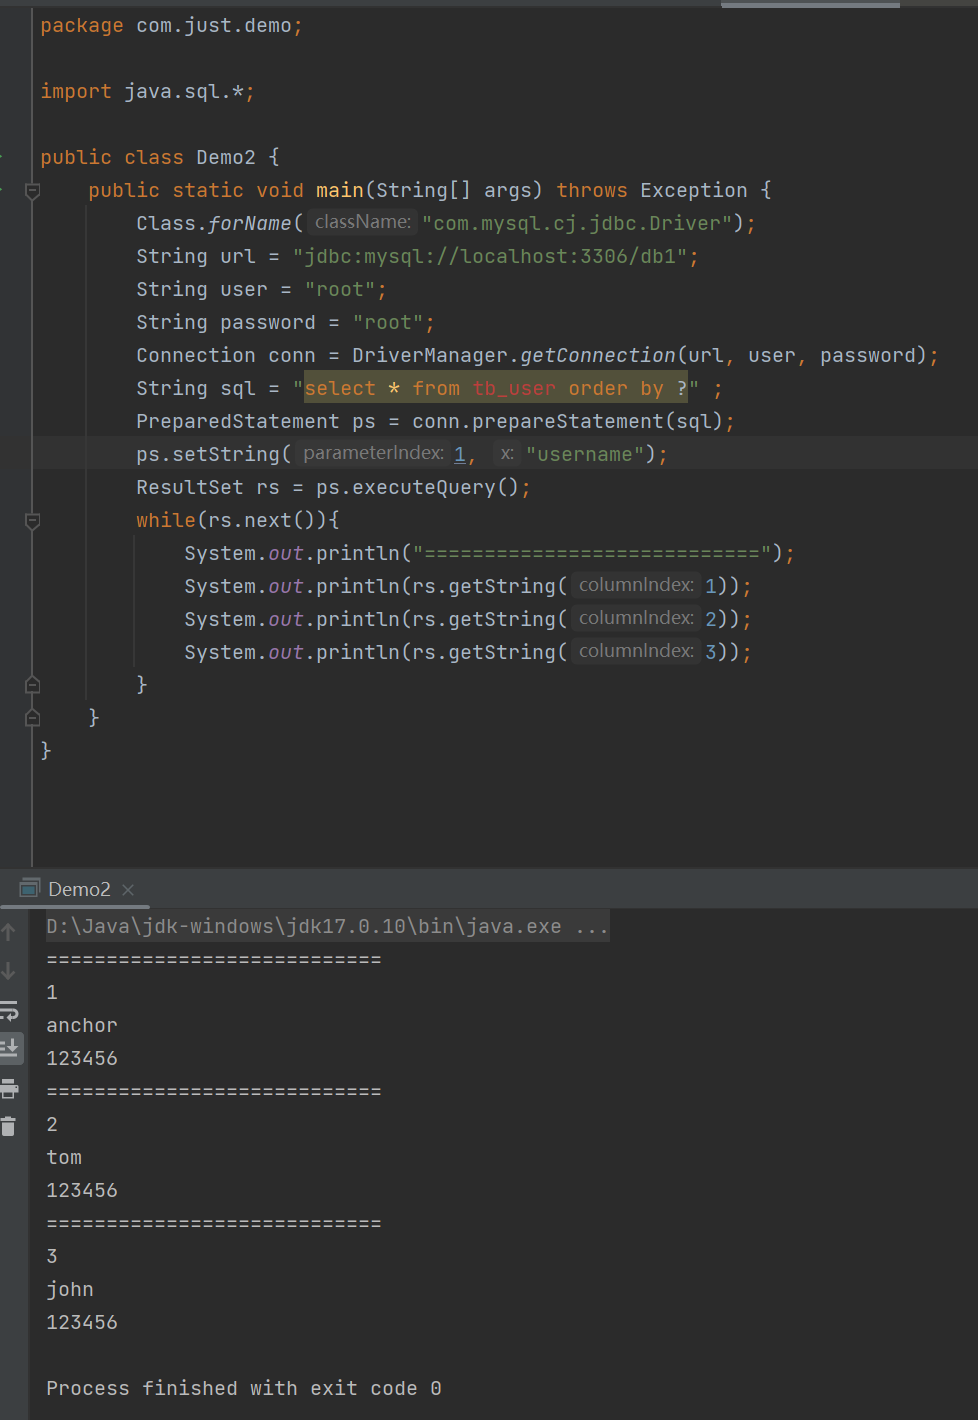 package com.just.demo;
import java.sql.*;
public class Demo2 {
public static void main(String[] args) throws Exception {
Class.forName( className: "com.mysql.cj.jdbc.Driver");
String url = "jdbc:mysql://localhost:3306/db1";
String user = "root";
String password = "root";
Connection conn = DriverManager.getConnection(url, user, password);
String sql = "select * from tb_user order by ?" ;
PreparedStatement ps = conn.prepareStatement(sql);
ps.setString( parameterIndex: 1, x: "username");
ResultSet rs = ps.executeQuery();
while(rs.next()){
System.out.println("============================");
System.out.println(rs.getString( columnIndex: 1));
System.out.println(rs.getString( columnIndex: 2));
System.out.println(rs.getString( columnIndex: 3));
}
}
}
Demo2
D:\Java\jdk-windows\jdk17.0.10\bin\java.exe ...
============================
1
anchor
123456
============================
2
tom
123456
============================
3
john
123456
Process finished with exit code 0